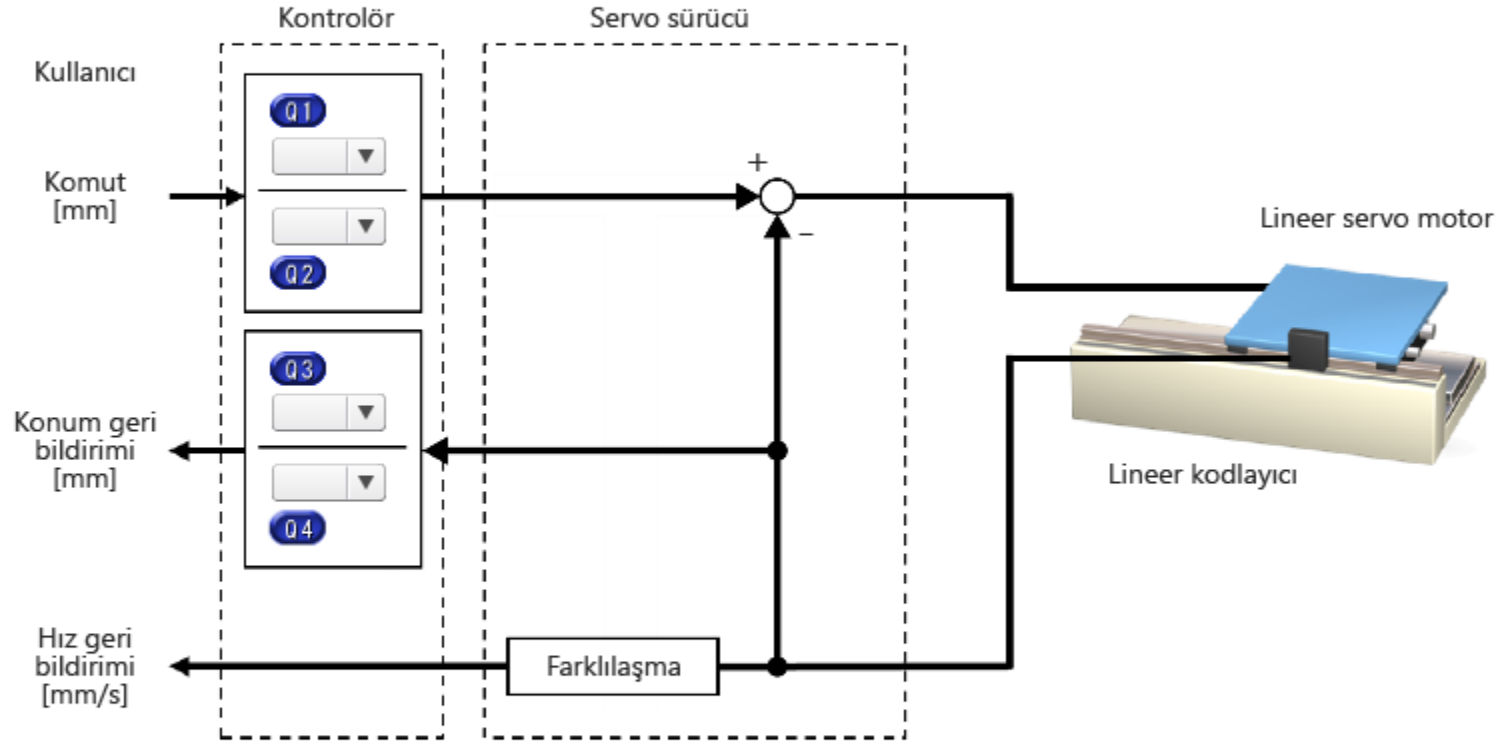 Kontrolör
Servo sürücü
Kullanıcı
Q1
Komut
[mm]
+
−
Q2
Lineer servo motor
Q3
Konum geri
bildirimi
[mm]
Lineer kodlayıcı
Q4
Hız geri
bildirimi
[mm/s]
Farklılaşma